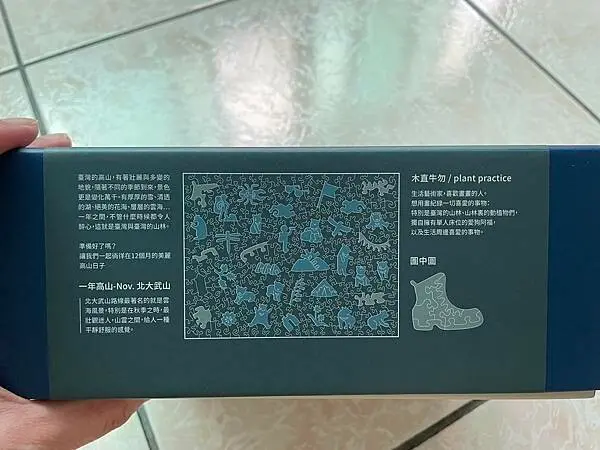 臺灣的高山，有著壯麗與多變的
地貌，隨著不同的季節到來，景色
更是變化萬千。有厚厚的雪、清透
的湖、絕美的花海、層層的雲海…
一年之間，不管什麼時候都令人
醉心，這就是臺灣與臺灣的山林。
準備好了嗎？
讓我們一起徜徉在12個月的美麗
高山日子
一年高山-Nov. 北大武山
北大武山路線最著名的就是雲
海風景，特別是在秋季之時，最
壯觀迷人，山雲之間，給人一種
平靜舒服的感覺。
木直牛勿 / plant practice
生活藝術家，喜歡畫畫的人。
想用畫紀錄一切喜愛的事物：
特別是臺灣的山林、山林裏的動植物們，
獨自擁有單人床位的愛狗阿福，
以及生活周邊喜愛的事物。
圖中圖